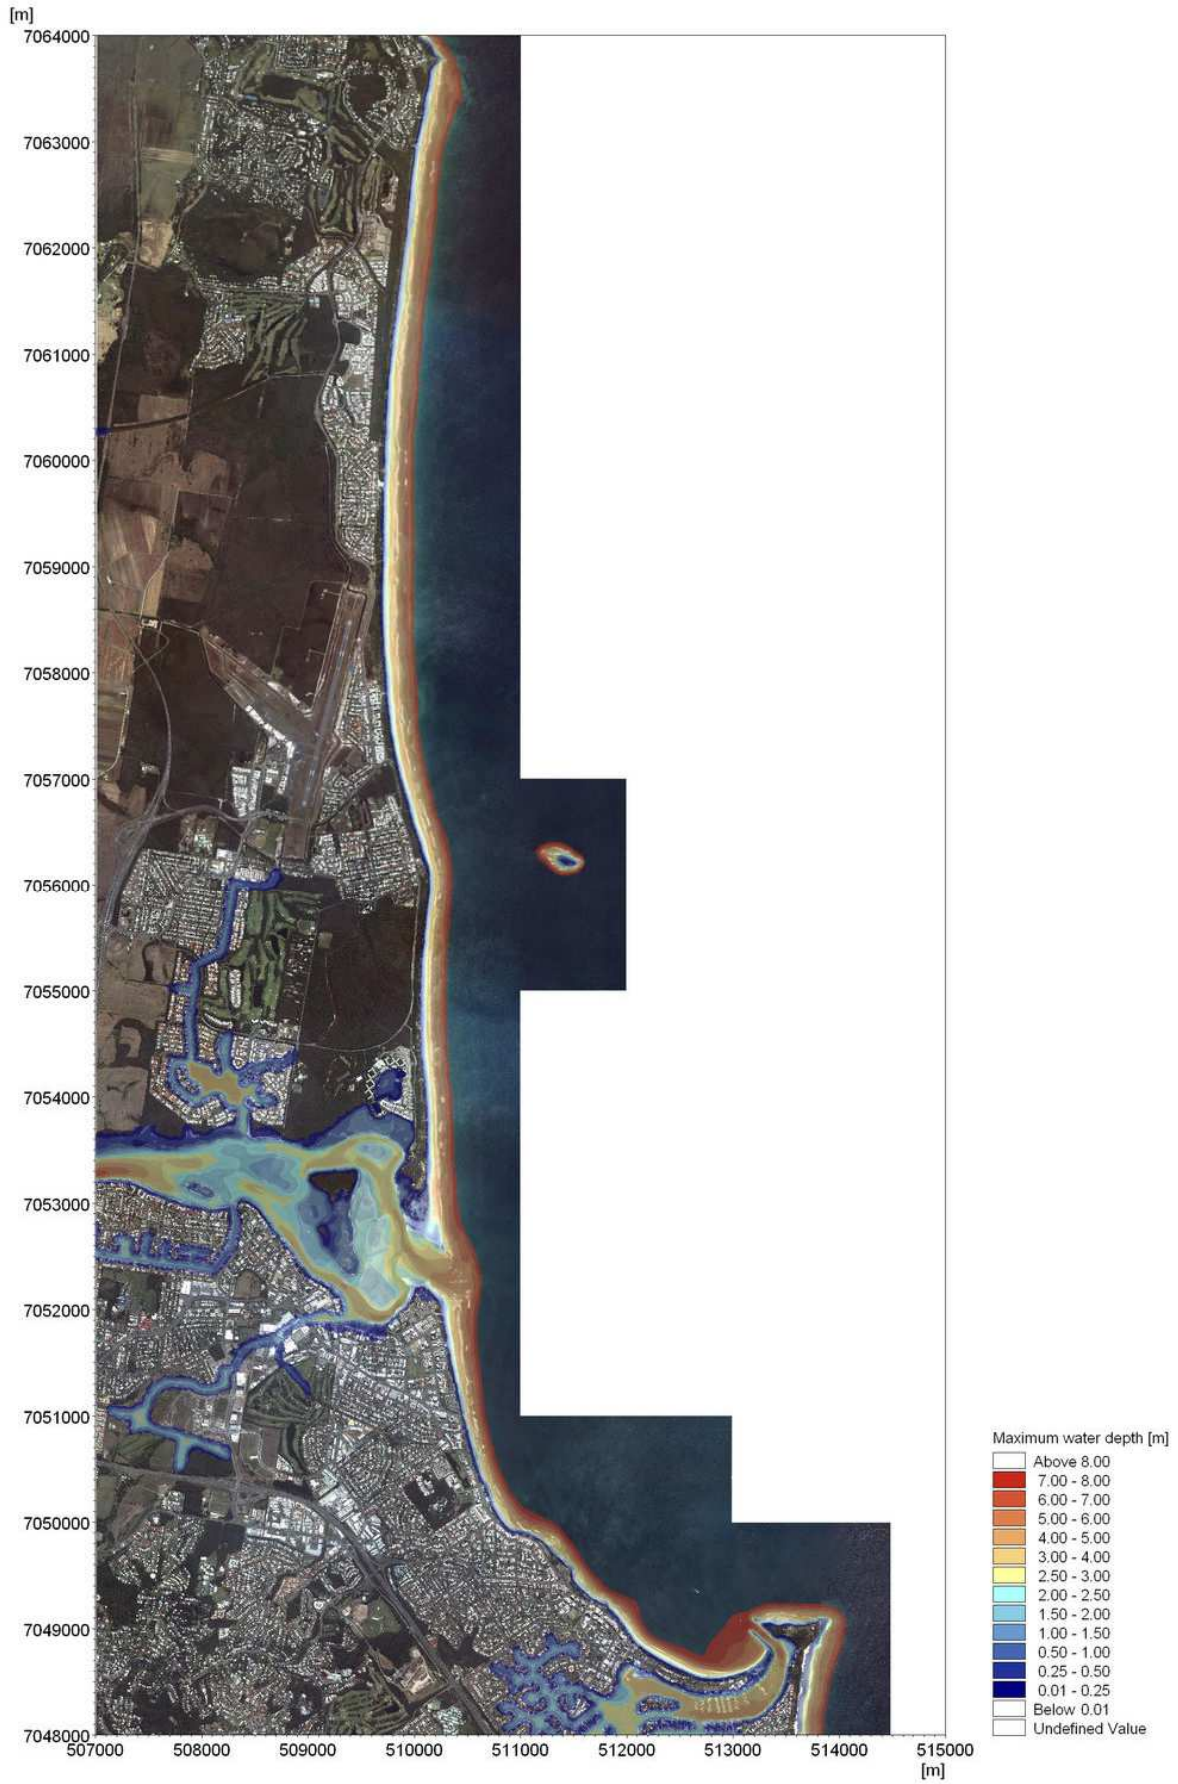 [m]
7064000
7063000
7062000
7061000
7060000
7059000
7058000
7057000
7056000
7055000
7054000
7053000
7052000
7051000
7050000
7049000
7048000
507000 508000 509000 510000 511000 512000 513000 514000 515000
[m]
Maximum water depth [m]
Above 8.00
7.00 - 8.00
6.00 - 7.00
5.00 - 6.00
4.00 - 5.00
3.00 - 4.00
2.50 - 3.00
2.00 - 2.50
1.50 - 2.00
1.00 - 1.50
0.50 - 1.00
0.25 - 0.50
0.01 - 0.25
Below 0.01
Undefined Value